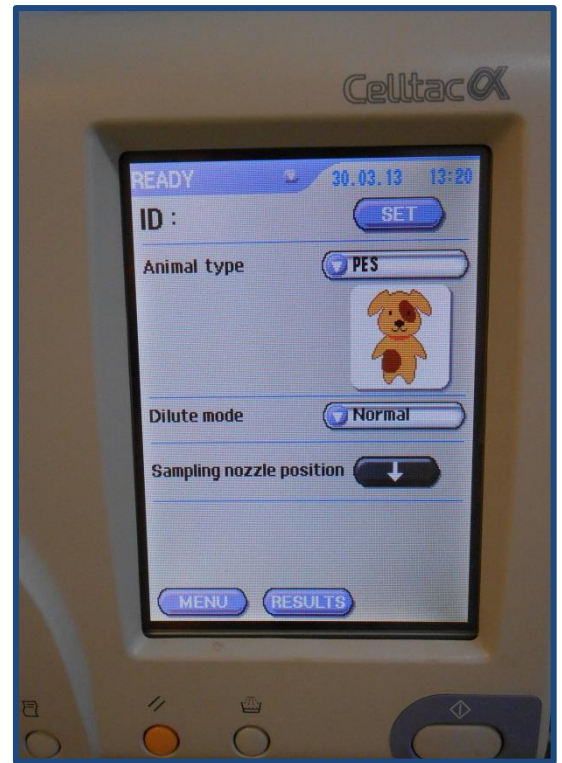 Celltac α
READY 30.03.13 13:20
ID : SET
Animal type PES
Dilute mode Normal
Sampling nozzle position ↓
MENU RESULTS